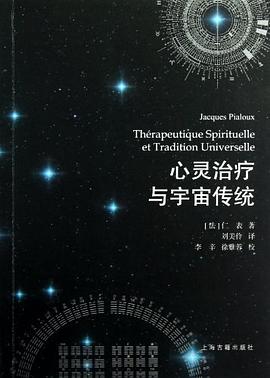 Jacques Pialoux
Thérapeutique Spirituelle
et Tradition Universelle
心灵治疗
与宇宙传统
［法］仁 表 著
刘美伶 译
李 辛 徐雅蓉 校
上海古籍出版社